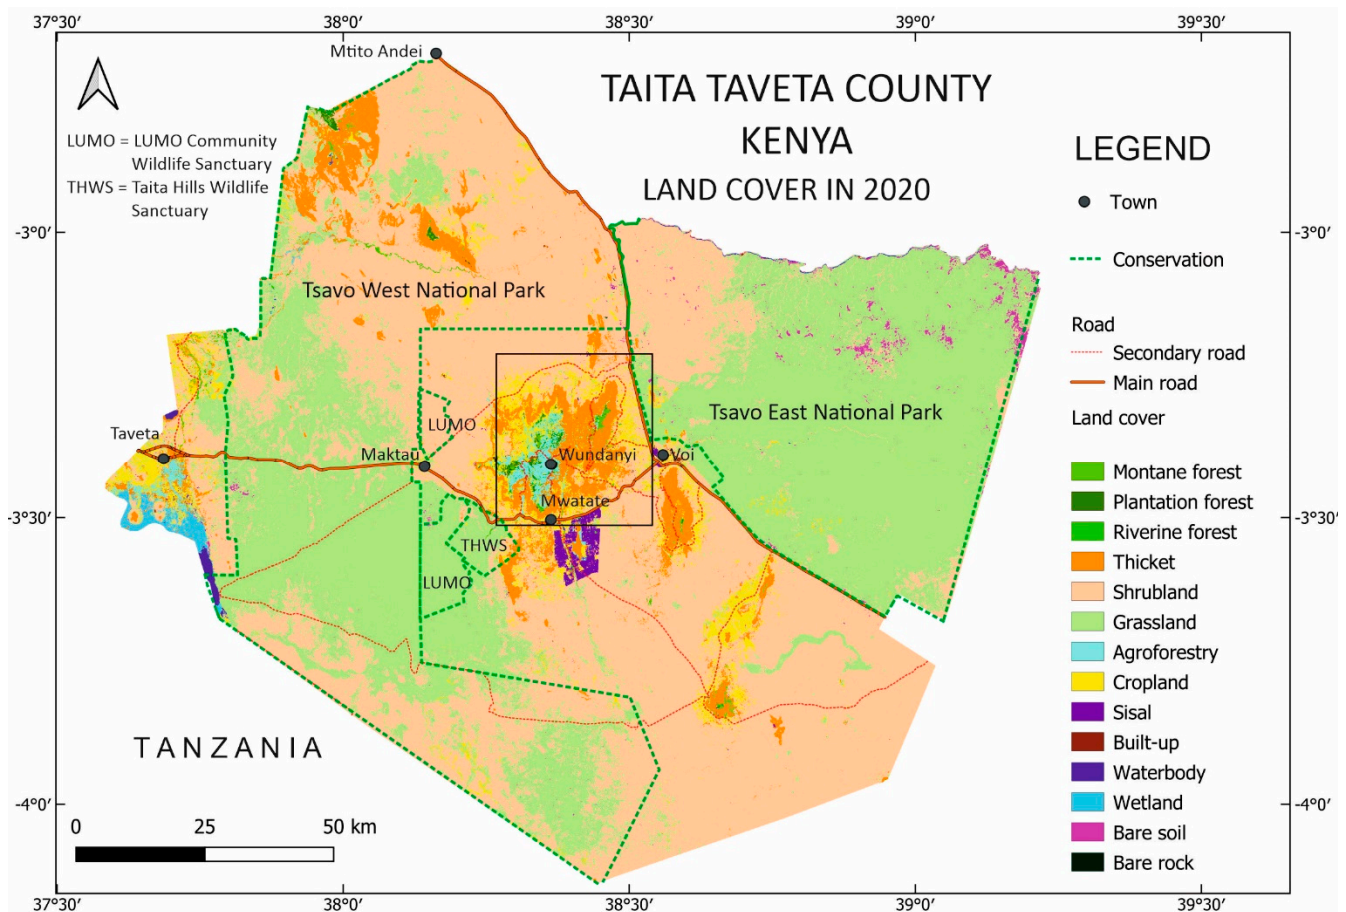 37°30′ 38°0′ 38°30′ 39°0′ 39°30′
Mtito Andei
TAITA TAVETA COUNTY
KENYA
LAND COVER IN 2020
LUMO = LUMO Community
Wildlife Sanctuary
THWS = Taita Hills Wildlife
Sanctuary
-3°0′
-3°0′
Tsavo West National Park
Tsavo East National Park
LUMO
Taveta
Maktau
Wundanyi
Voi
Mwatate
-3°30′
-3°30′
THWS
LUMO
TANZANIA
-4°0′
-4°0′
0 25 50 km
LEGEND
Town
Conservation
Road
Secondary road
Main road
Land cover
Montane forest
Plantation forest
Riverine forest
Thicket
Shrubland
Grassland
Agroforestry
Cropland
Sisal
Built-up
Waterbody
Wetland
Bare soil
Bare rock
37°30′ 38°0′ 38°30′ 39°0′ 39°30′